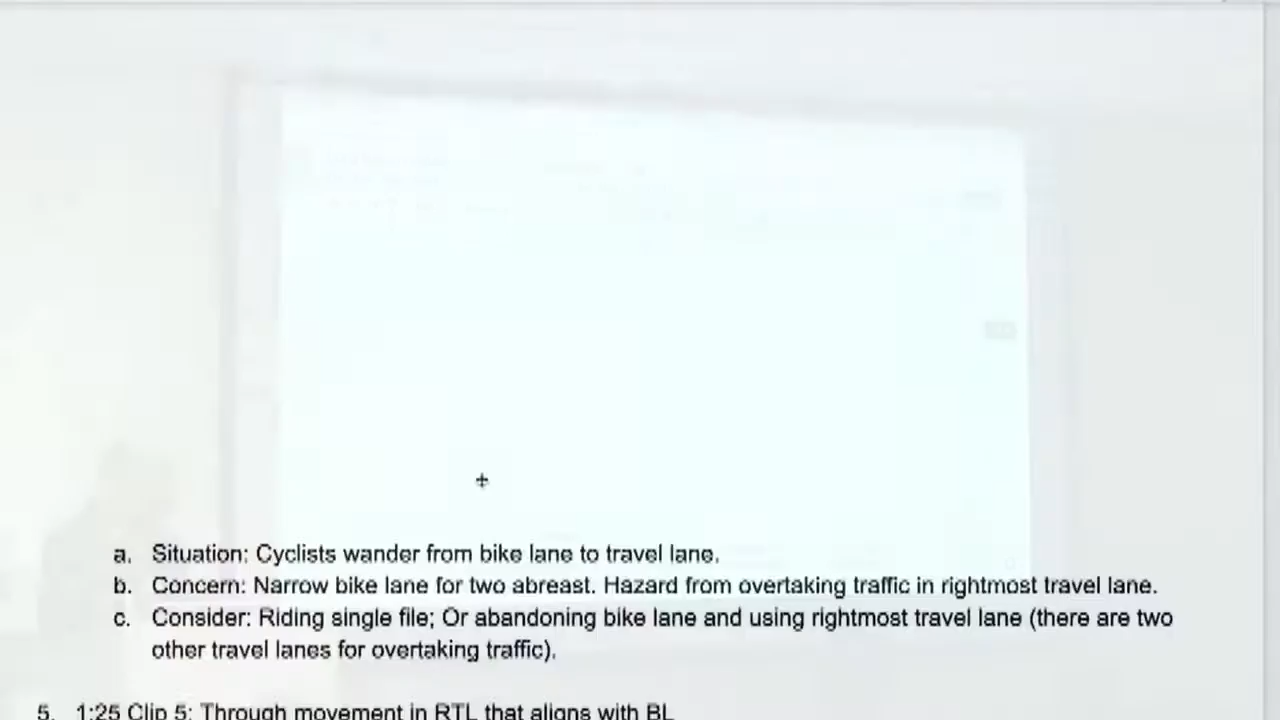 a. Situation: Cyclists wander from bike lane to travel lane.
b. Concern: Narrow bike lane for two abreast. Hazard from overtaking traffic in rightmost travel lane.
c. Consider: Riding single file; Or abandoning bike lane and using rightmost travel lane (there are two
other travel lanes for overtaking traffic).
5. 1:25 Clip 5: Through movement in RTL that aligns with BL